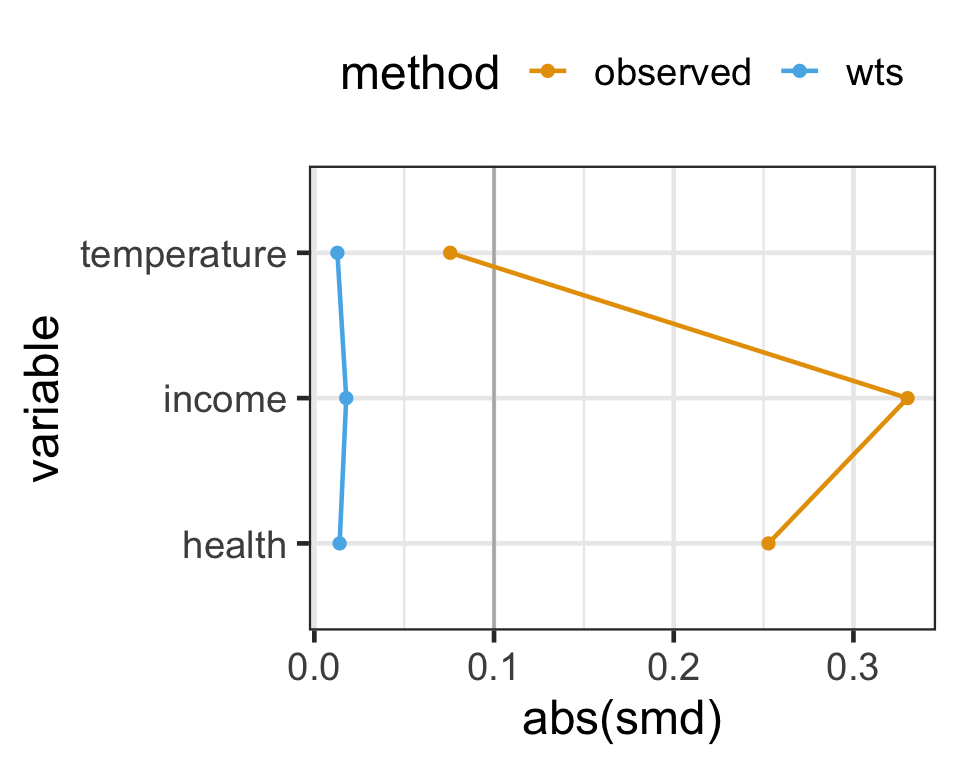 method observed wts
temperature
income
health
variable
0.0 0.1 0.2 0.3
abs(smd)